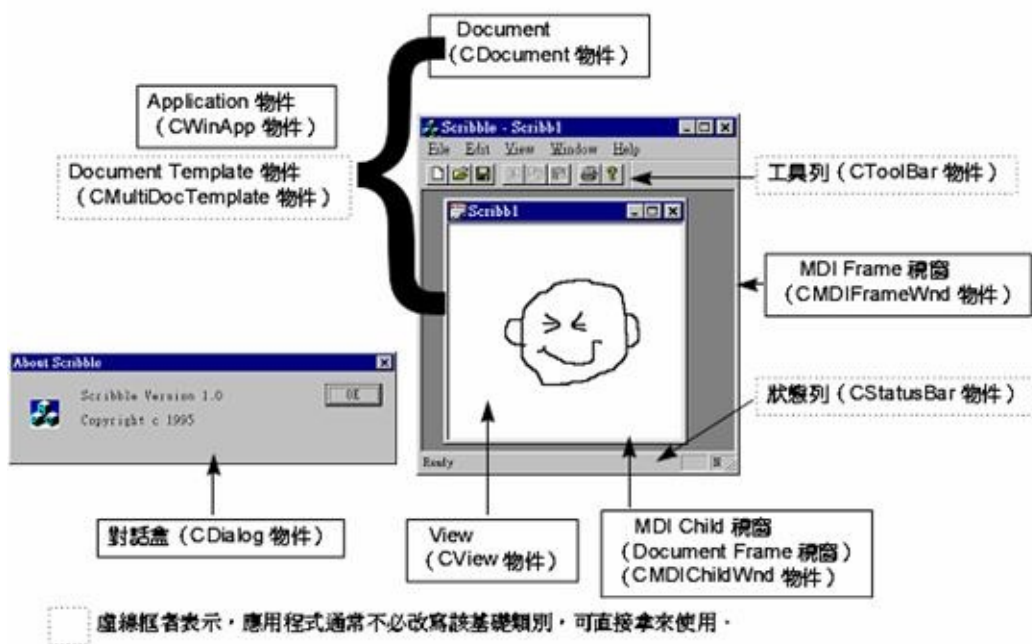 Document
（CDocument 物件）
Application 物件
（CWinApp 物件）
Document Template 物件
（CMultiDocTemplate 物件）
Scribble - Scribb1
File Edit View Window Help
工具列（CToolBar 物件）
Scribb1
MDI Frame 視窗
（CMDIFrameWnd 物件）
About Scribble
Scribble Version 1.0
OK
Copyright c 1995
狀態列（CStatusBar 物件）
Ready
對話盒（CDialog 物件）
View
（CView 物件）
MDI Child 視窗
（Document Frame 視窗）
（CMDIChildWnd 物件）
虛線框者表示，應用程式通常不必改寫該基礎類別，可直接拿來使用．